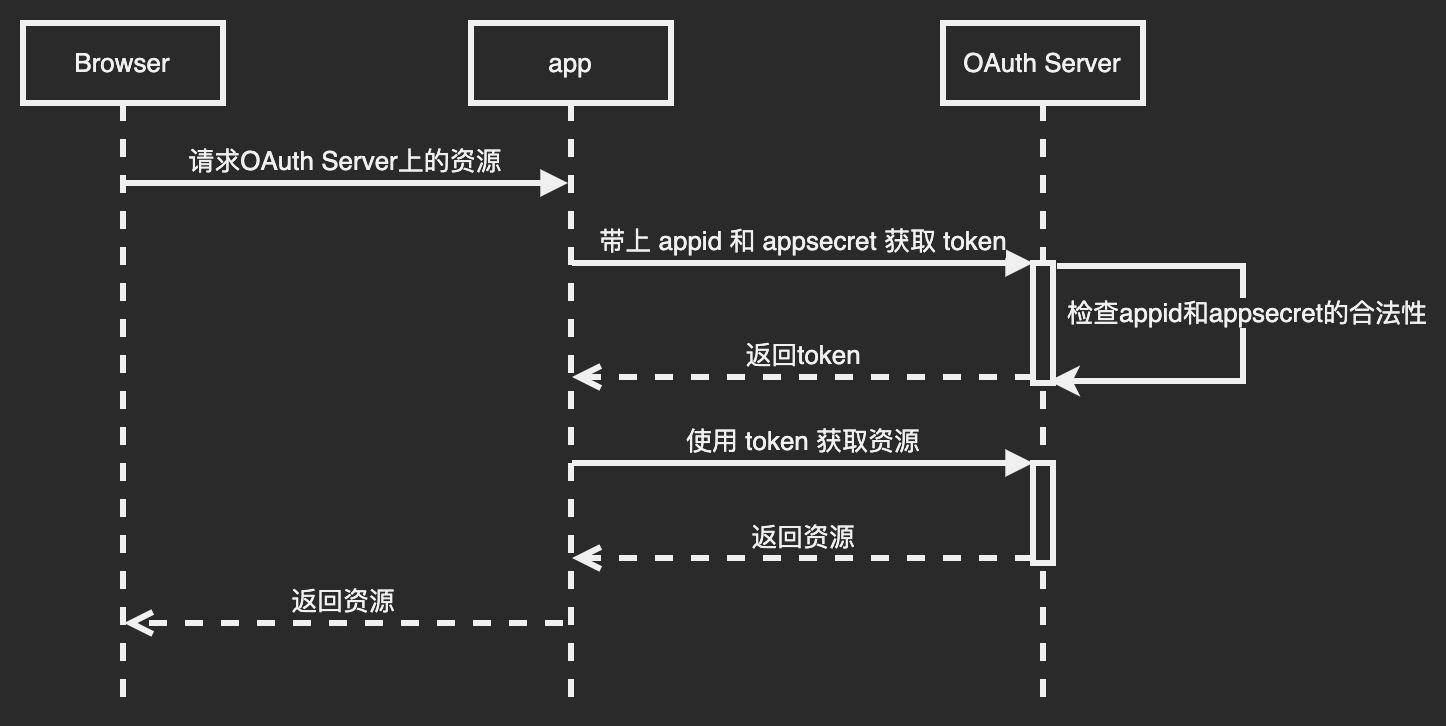 Browser
app
OAuth Server
请求OAuth Server上的资源
带上 appid 和 appsecret 获取 token
检查appid和appsecret的合法性
返回token
使用 token 获取资源
返回资源
返回资源